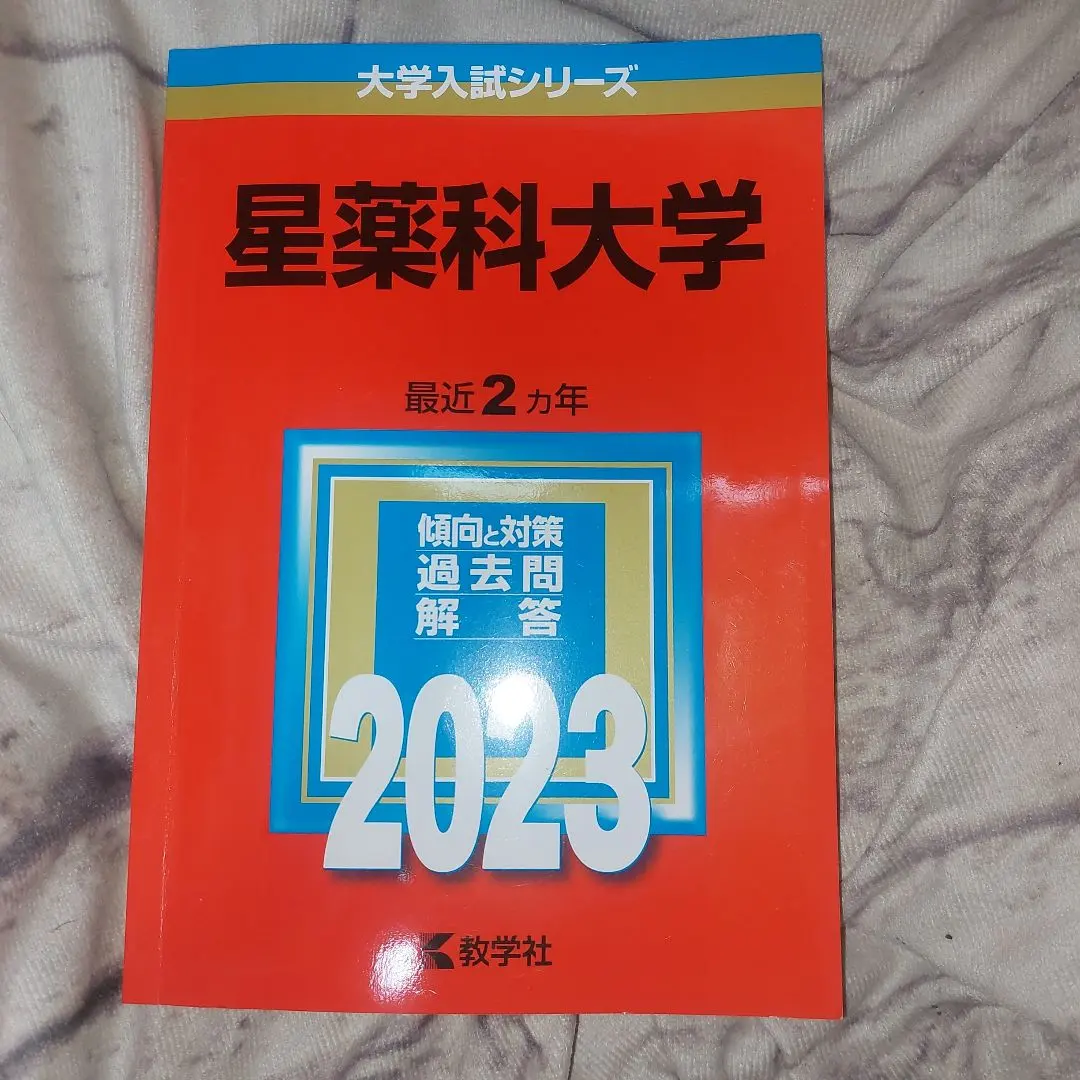 大学入試シリーズ
星薬科大学
最近2カ年
傾向と対策
過去問
解答
2023
教学社